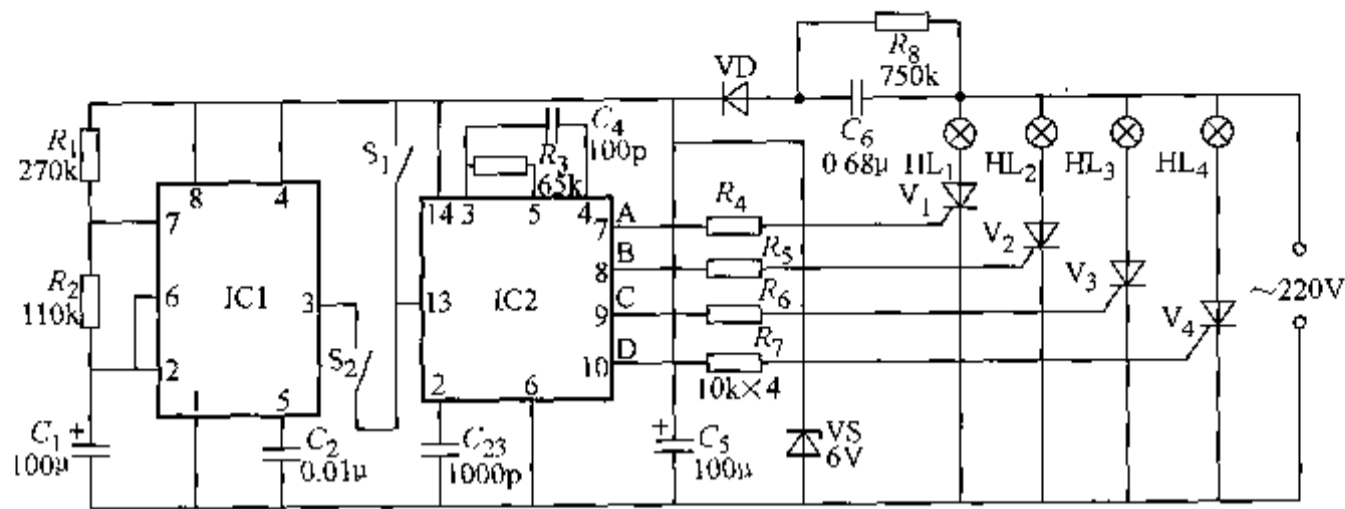 R8
750k
VD
C6
0.68μ
R1
270k
S1
C4
100p
R3
65k
HL1
HL2
HL3
HL4
8
4
14
3
5
4
7
A
R4
V1
7
B
R5
V2
8
R2
110k
6
IC1
3
13
IC2
C
R6
V3
9
~220V
D
R7
V4
10
10k×4
2
S2
5
2
6
C1
+
100μ
C2
0.01μ
C23
1000p
+
C5
100μ
VS
6V